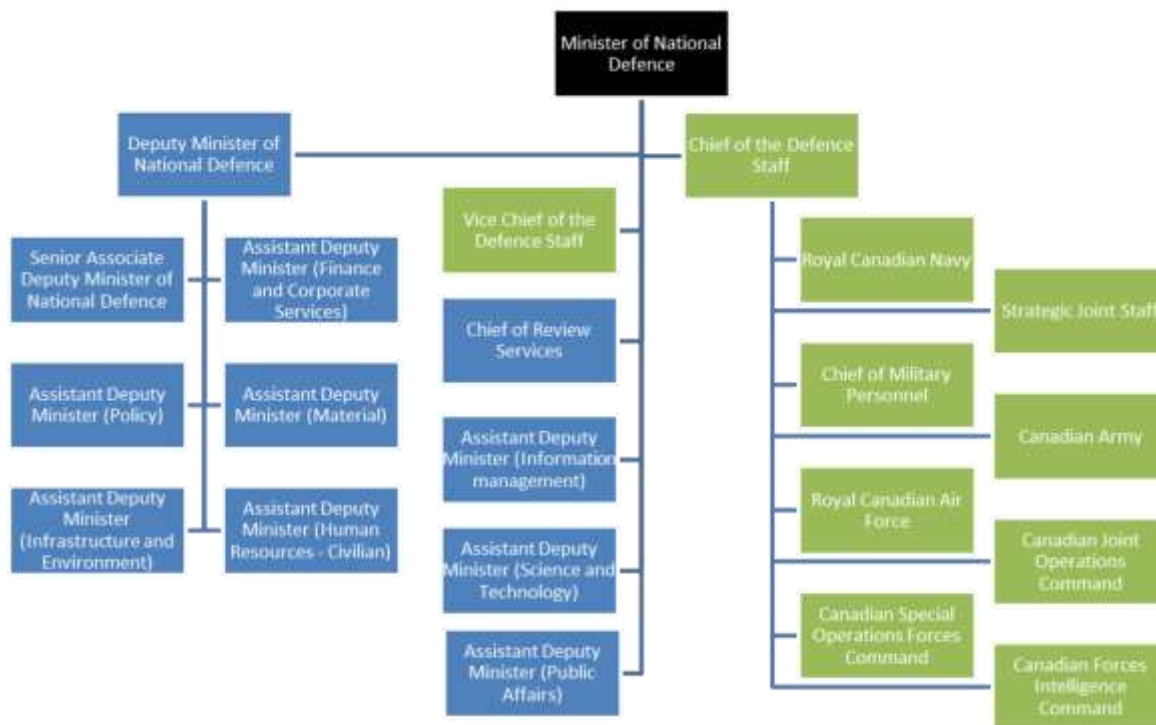 Minister of National
Defence
Deputy Minister of
National Defence
Chief of the Defence
Staff
Vice Chief of the
Defence Staff
Senior Associate
Deputy Minister of
National Defence
Assistant Deputy
Minister (Finance
and Corporate
Services)
Royal Canadian Navy
Strategic Joint Staff
Chief of Review
Services
Assistant Deputy
Minister (Policy)
Assistant Deputy
Minister (Material)
Chief of Military
Personnel
Canadian Army
Assistant Deputy
Minister (Information
management)
Assistant Deputy
Minister
(Infrastructure and
Environment)
Assistant Deputy
Minister (Human
Resources - Civilian)
Royal Canadian Air
Force
Canadian Joint
Operations
Command
Assistant Deputy
Minister (Science and
Technology)
Canadian Special
Operations Forces
Command
Assistant Deputy
Minister (Public
Affairs)
Canadian Forces
Intelligence
Command